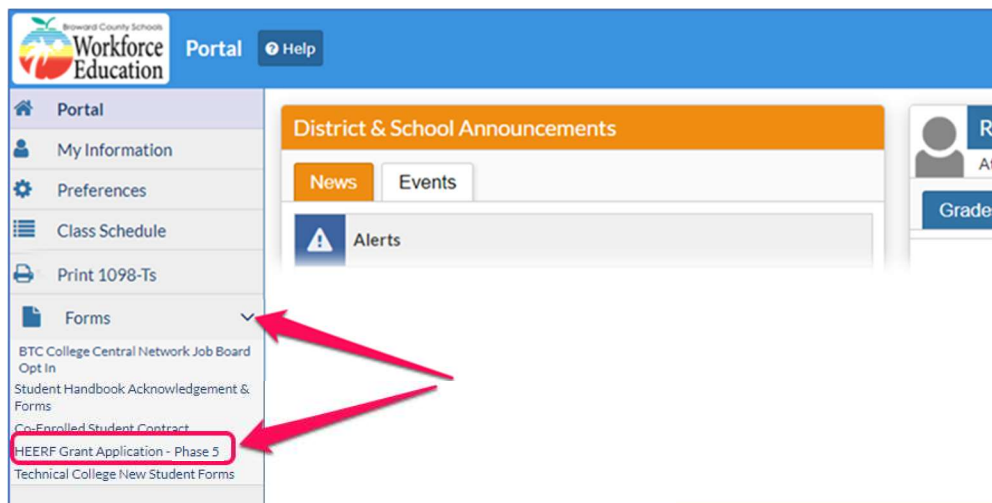 Broward County Schools
Workforce
Education
Portal
Help
Portal
My Information
Preferences
Class Schedule
Print 1098-Ts
Forms
BTC College Central Network Job Board
Opt In
Student Handbook Acknowledgement &
Forms
Co-Enrolled Student Contract
HEERF Grant Application - Phase 5
Technical College New Student Forms
District & School Announcements
News
Events
Alerts
R
Grades